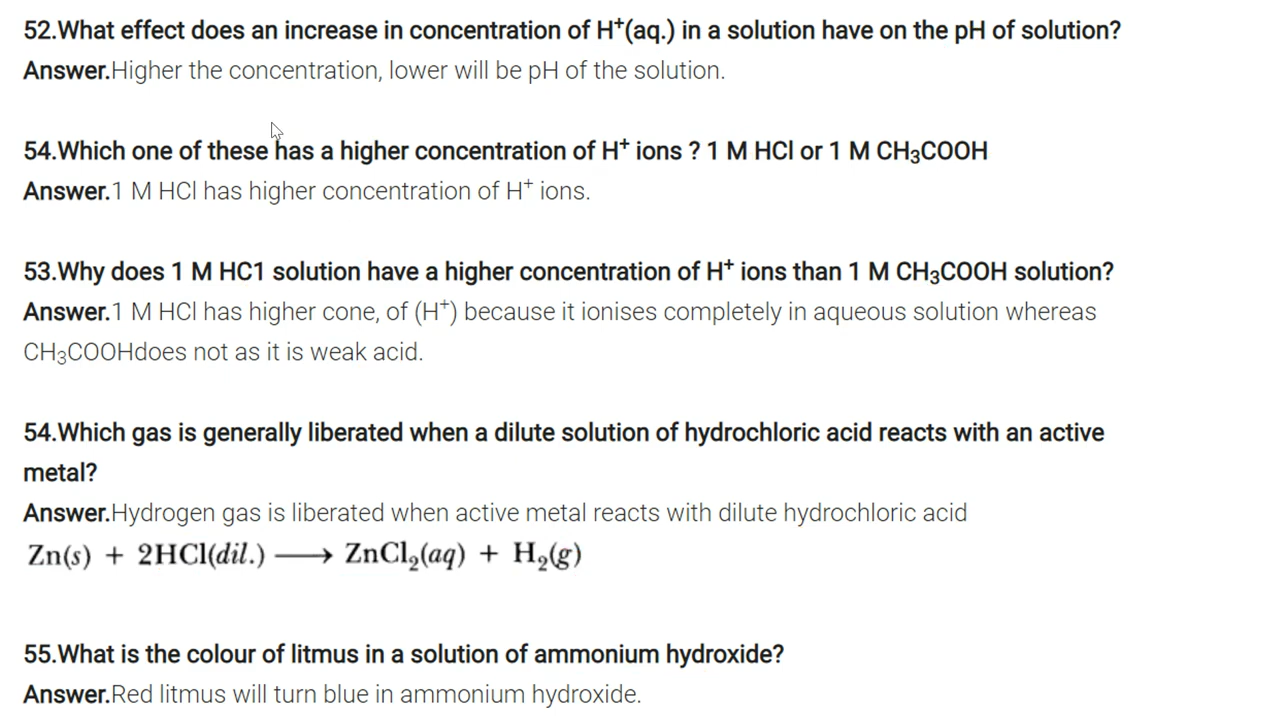 52.What effect does an increase in concentration of H⁺(aq.) in a solution have on the pH of solution?
Answer.Higher the concentration, lower will be pH of the solution.
54.Which one of these has a higher concentration of H⁺ ions ? 1 M HCl or 1 M CH₃COOH
Answer.1 M HCl has higher concentration of H⁺ ions.
53.Why does 1 M HC1 solution have a higher concentration of H⁺ ions than 1 M CH₃COOH solution?
Answer.1 M HCl has higher cone, of (H⁺) because it ionises completely in aqueous solution whereas
CH₃COOHdoes not as it is weak acid.
54.Which gas is generally liberated when a dilute solution of hydrochloric acid reacts with an active
metal?
Answer.Hydrogen gas is liberated when active metal reacts with dilute hydrochloric acid
Zn(s) + 2HCl(dil.) ⟶ ZnCl₂(aq) + H₂(g)
55.What is the colour of litmus in a solution of ammonium hydroxide?
Answer.Red litmus will turn blue in ammonium hydroxide.